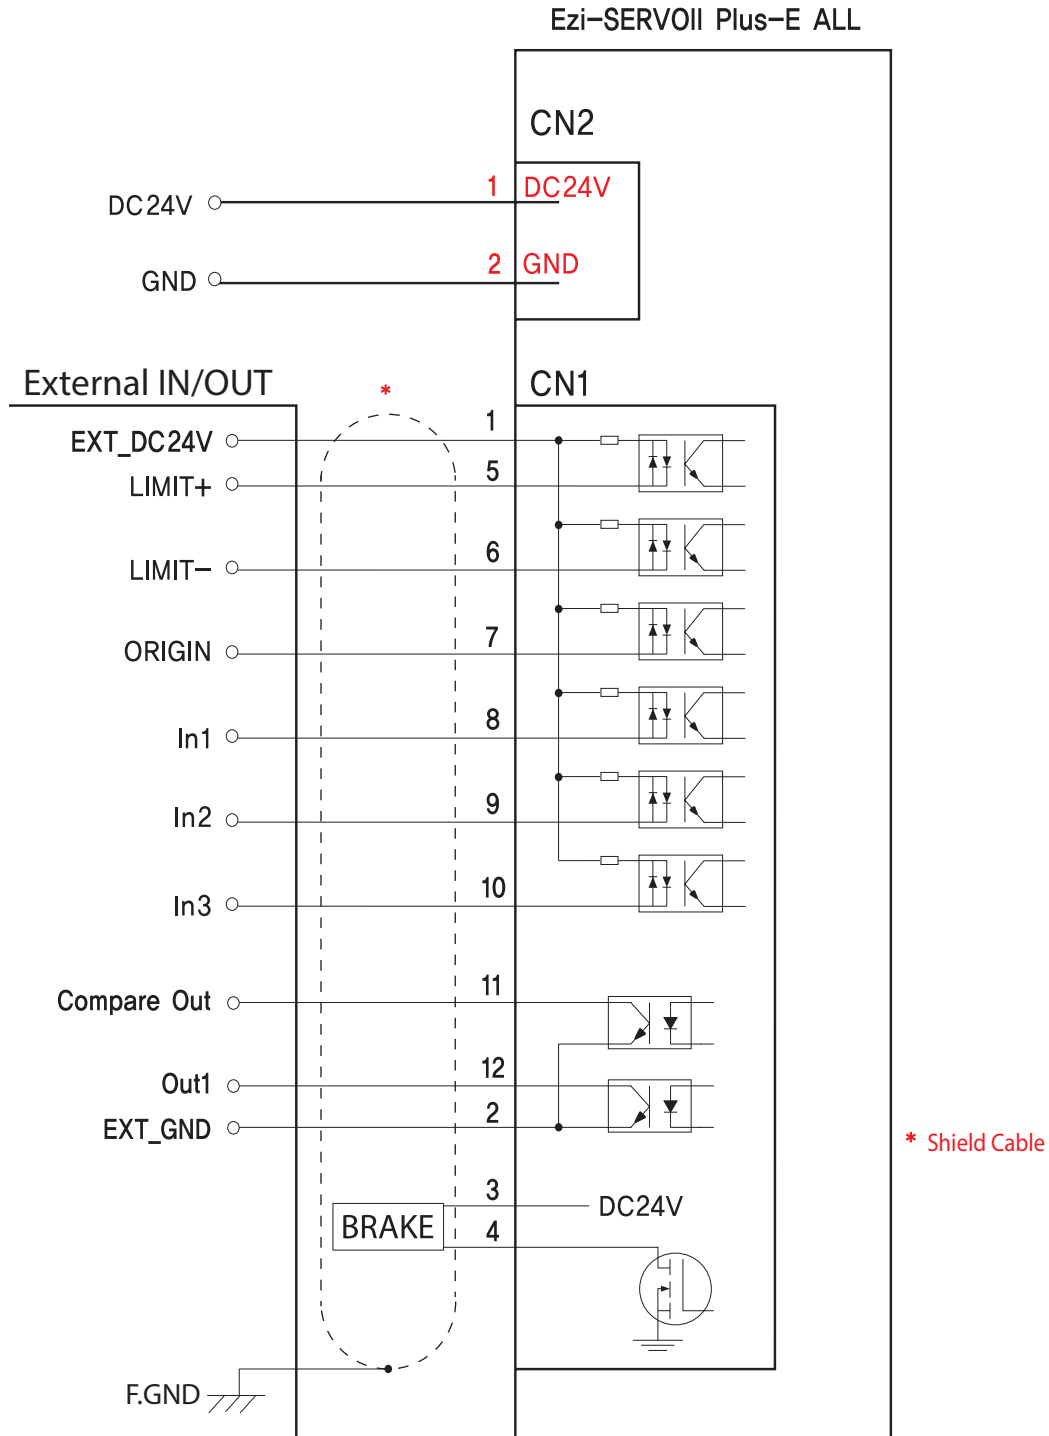 Ezi-SERVOII Plus-E ALL
CN2
DC24V 1 DC24V
GND 2 GND
External IN/OUT * CN1
EXT_DC24V 1
LIMIT+ 5
LIMIT- 6
ORIGIN 7
In1 8
In2 9
In3 10
Compare Out 11
Out1 12
EXT_GND 2
* Shield Cable
3 DC24V
BRAKE 4
F.GND